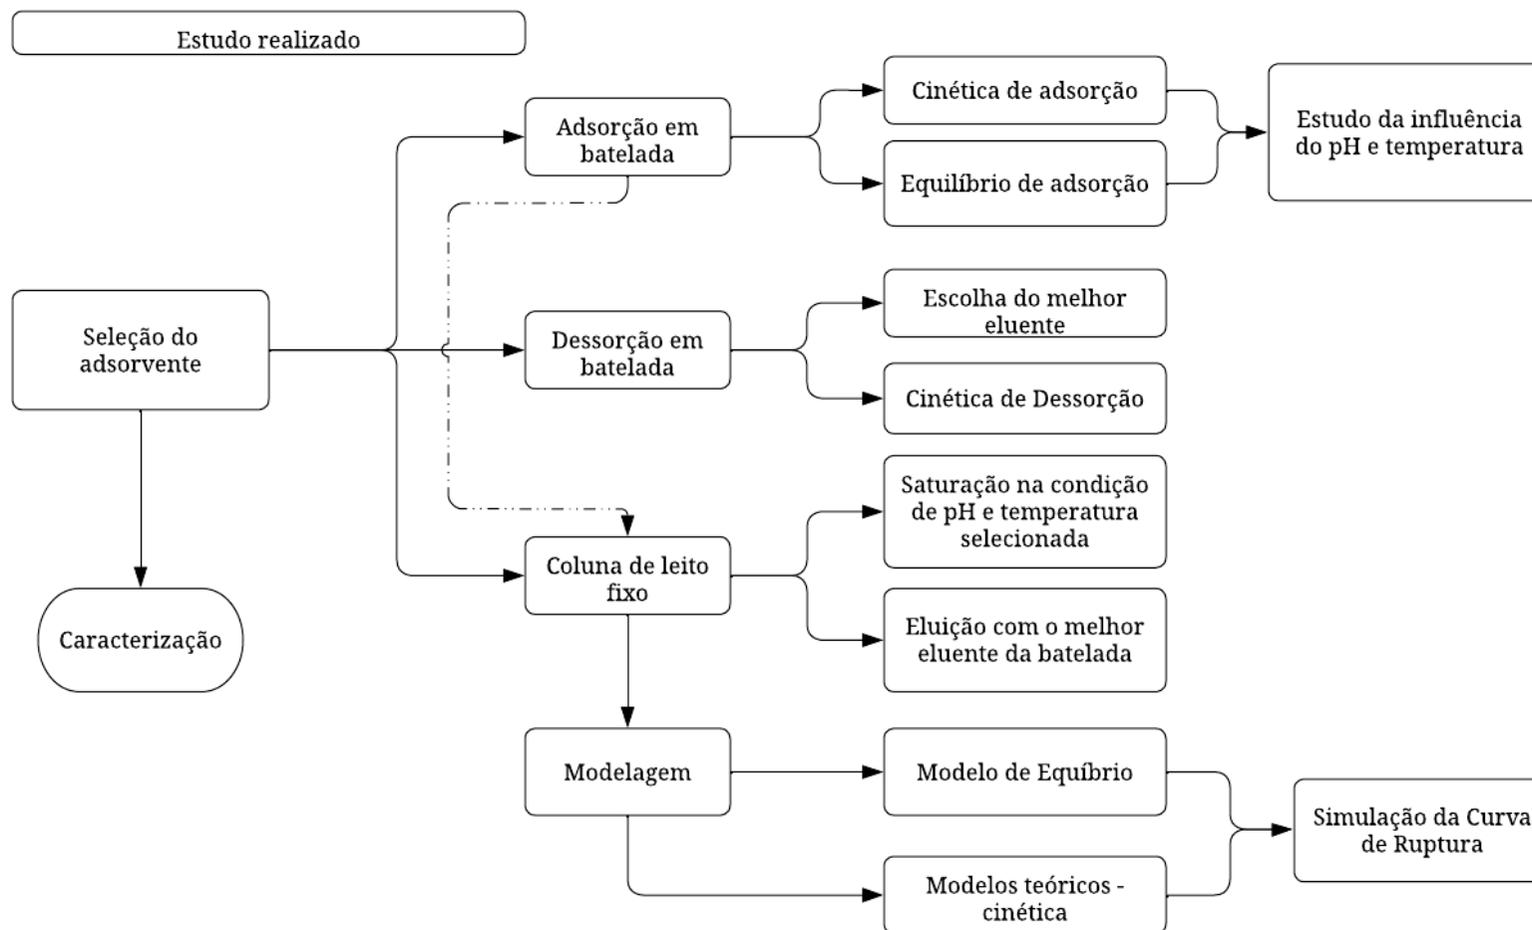 Estudo realizado
Adsorção em
batelada
Cinética de adsorção
Equilíbrio de adsorção
Estudo da influência
do pH e temperatura
Seleção do
adsorvente
Caracterização
Dessorção em
batelada
Escolha do melhor
eluente
Cinética de Dessorção
Coluna de leito
fixo
Saturação na condição
de pH e temperatura
selecionada
Eluição com o melhor
eluente da batelada
Modelagem
Modelo de Equíbrio
Modelos teóricos -
cinética
Simulação da Curva
de Ruptura